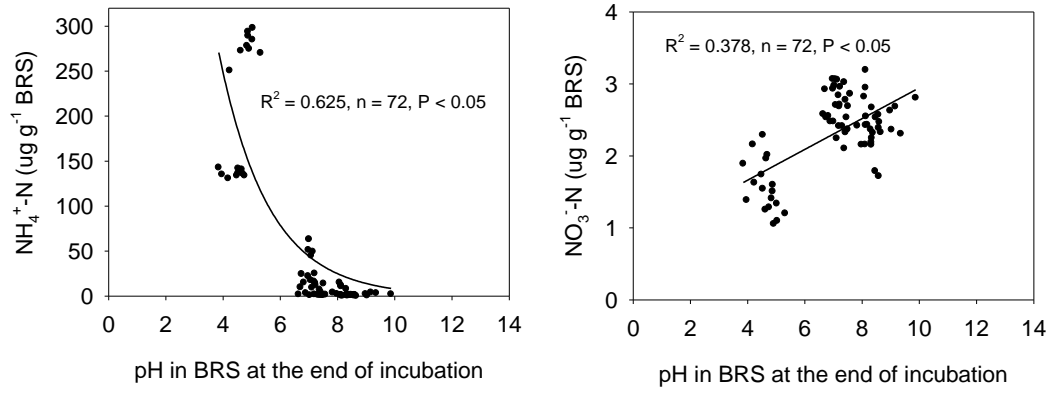 300
250
200
150
100
50
0
NH₄⁺-N (ug g⁻¹ BRS)
R² = 0.625, n = 72, P < 0.05
0 2 4 6 8 10 12 14
pH in BRS at the end of incubation
4
3
2
1
0
NO₃⁻-N (ug g⁻¹ BRS)
R² = 0.378, n = 72, P < 0.05
0 2 4 6 8 10 12 14
pH in BRS at the end of incubation